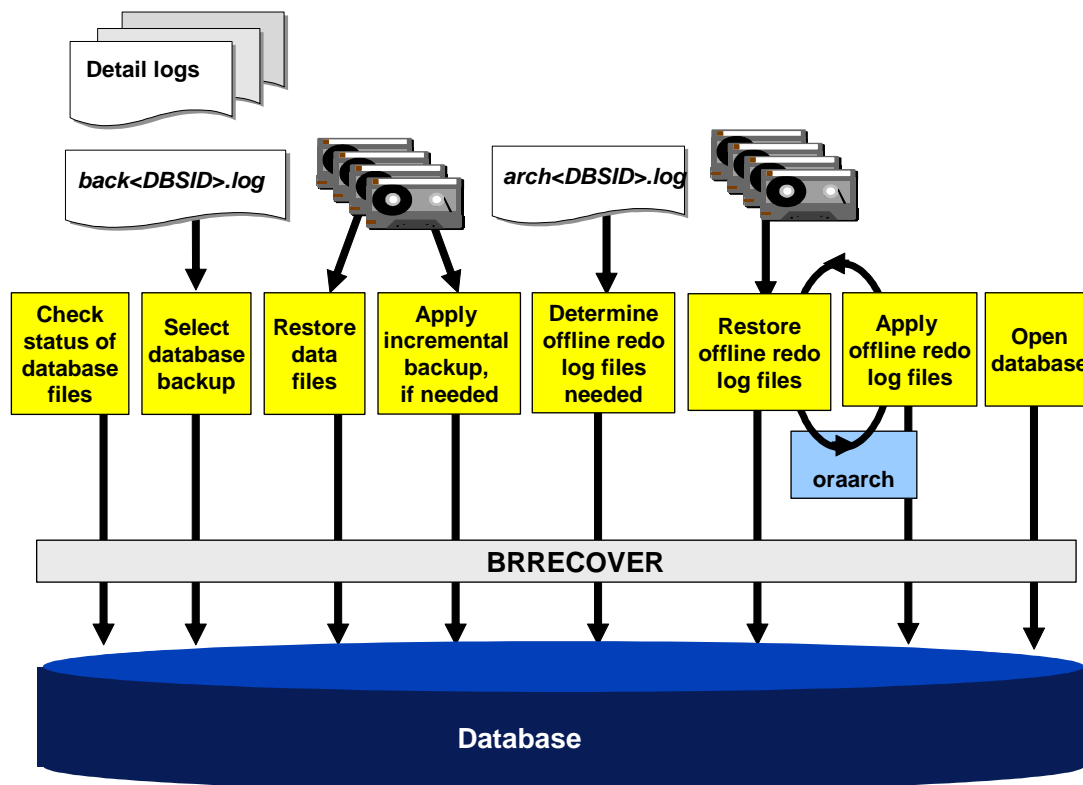 Detail logs
back<DBSID>.log
arch<DBSID>.log
Check
status of
database
files
Select
database
backup
Restore
data
files
Apply
incremental
backup,
if needed
Determine
offline redo
log files
needed
Restore
offline redo
log files
Apply
offline redo
log files
Open
database
oraarch
BRRECOVER
Database